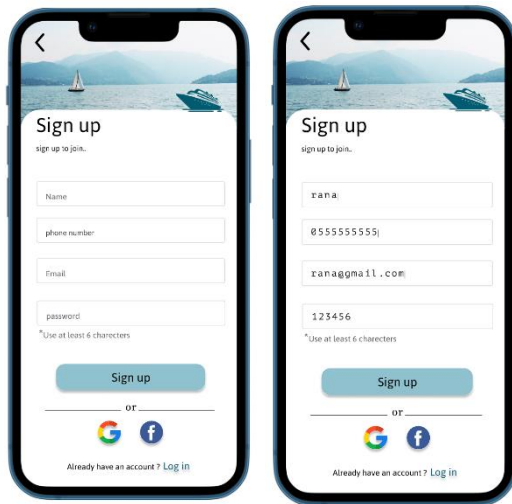 Sign up
sign up to join..
Name
phone number
Email
password
*Use at least 6 charecters
Sign up
or
Already have an account ? Log in
Sign up
sign up to join..
rana
0555555555
rana@gmail.com
123456
*Use at least 6 charecters
Sign up
or
Already have an account ? Log in